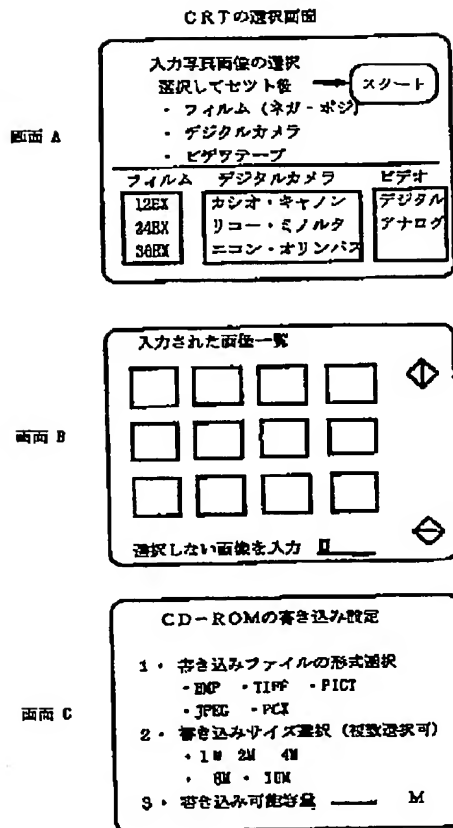 CRTの選択画面
画面 A
入力写真画像の選択
選択してセット後
スタート
・ フィルム (ネガ・ポジ)
・ デジタルカメラ
・ ビデオテープ
フィルム デジタルカメラ ビデオ
12EX カシオ・キャノン デジタル
24EX リコー・ミノルタ アナログ
36EX ニコン・オリンパス
画面 B
入力された画像一覧
選択しない画像を入力
画面 C
CD-ROMの書き込み設定
1・ 書き込みファイルの形式選択
・BMP ・TIFF ・PICT
・JPEG ・PCX
2・ 書き込みサイズ選択 (複数選択可)
・1M 2M 4M
・ 8M ・ 16M
3・ 書き込み可能容量 M